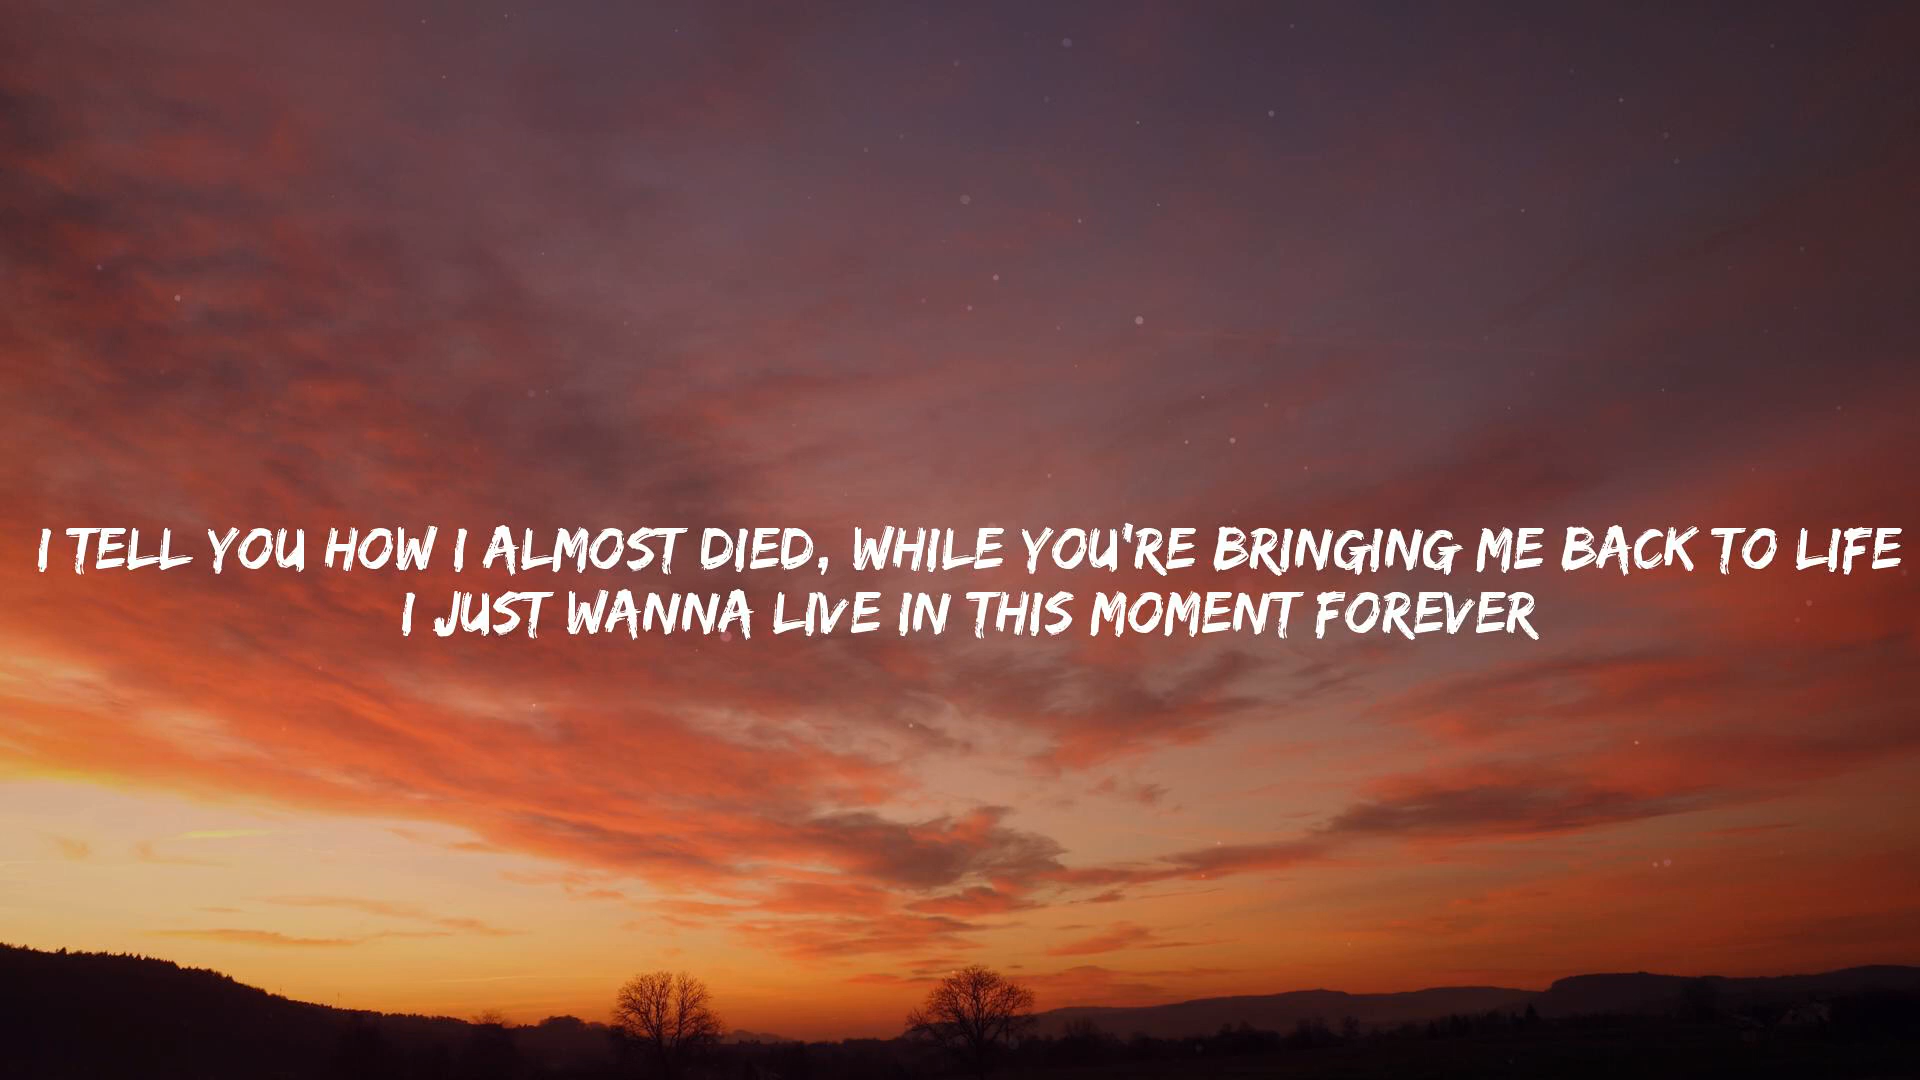 I TELL YOU HOW I ALMOST DIED, WHILE YOU'RE BRINGING ME BACK TO LIFE
I JUST WANNA LIVE IN THIS MOMENT FOREVER